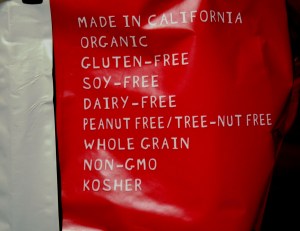 MADE IN CALIFORNIA
ORGANIC
GLUTEN-FREE
SOY-FREE
DAIRY-FREE
PEANUT FREE/TREE-NUT FREE
WHOLE GRAIN
NON-GMO
KOSHER